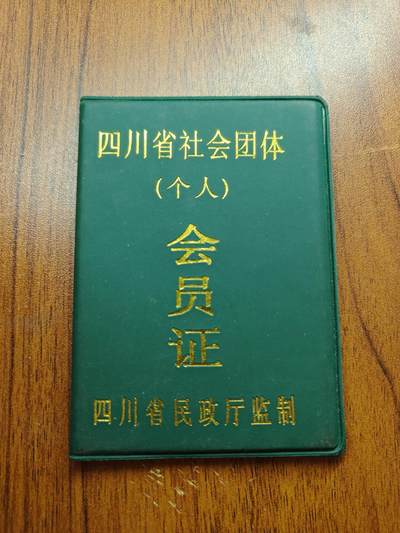 四川省社会团体
(个人)
会
员
证
四川省民政厅监制